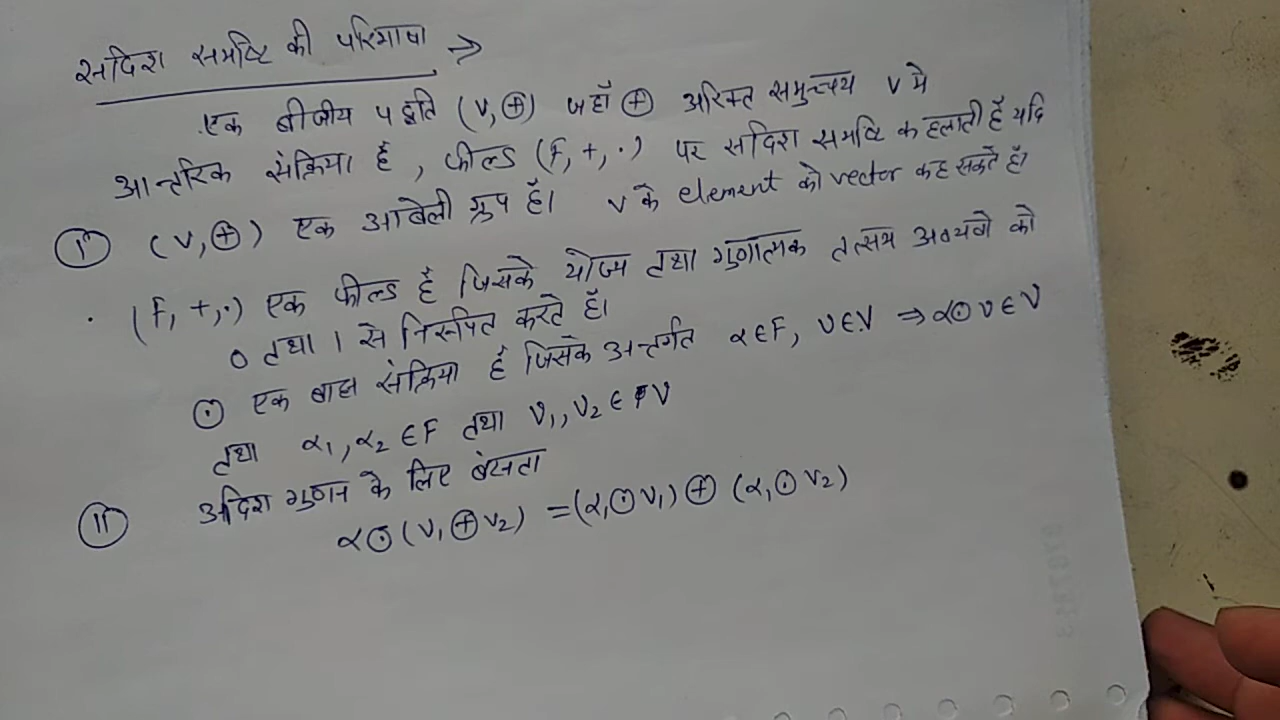 सदिश समष्टि की परिभाषा →
एक बीजीय पद्धति (V, ⊕) जहाँ ⊕ अरिक्त समुच्चय V में
आन्तरिक संक्रिया है, फील्ड (F, +, ·) पर सदिश समष्टि कहलाती है यदि
(I) (V, ⊕) एक आबेली ग्रुप है। V के element को vector कह सकते है।
(F, +, ·) एक फील्ड है जिसके योज्य तथा गुणात्मक तत्समय अवयवो को
0 तथा 1 से निरूपित करते है।
⊙ एक बाह्य संक्रिया है जिसके अन्तर्गत α ∈ F, v ∈ V ⇒ α ⊙ v ∈ V
तथा α1, α2 ∈ F तथा v1, v2 ∈ V
(II) अदिश गुणन के लिए बंटता
α ⊙ (v1 ⊕ v2) = (α1 ⊙ v1) ⊕ (α1 ⊙ v2)